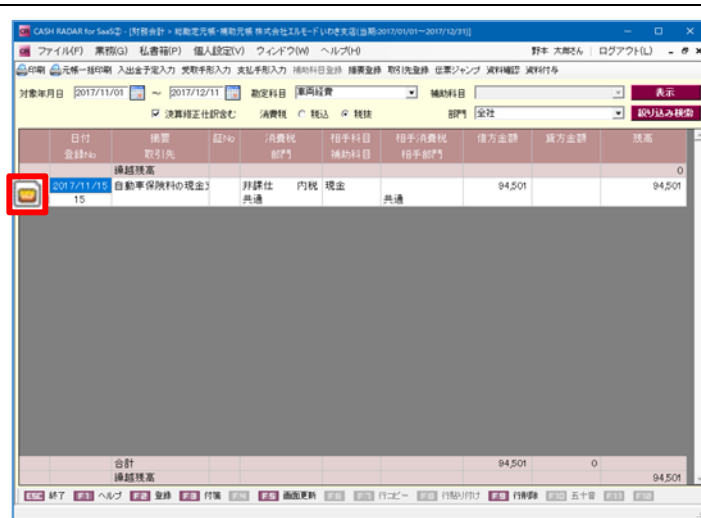 CASH RADAR for SaaS② - [財務会計 > 総勘定元帳・補助元帳 株式会社エルモード いわき支店(当期:2017/01/01～2017/12/31)]
ファイル(F) 業務(G) 私書箱(P) 個人設定(V) ウィンドウ(W) ヘルプ(H) 野本 太郎さん ログアウト(L)
印刷 元帳一括印刷 入出金予定入力 受取手形入力 支払手形入力 補助科目登録 摘要登録 取引先登録 伝票ジャンプ 資料確認 資料付与
対象年月日 2017/11/01 ～ 2017/12/11 勘定科目 車両経費 補助科目 表示
決算修正仕訳含む 消費税 税込 税抜 部門 全社 絞り込み検索
日付 摘要 証No 消費税 相手科目 相手消費税 借方金額 貸方金額 残高
登録No 取引先 部門 補助科目 相手部門
繰越残高 0
2017/11/15 自動車保険料の現金支 非課仕 内税 現金 94,501 94,501
15 共通 共通
合計 94,501 0
繰越残高 94,501
ESC 終了 F1 ヘルプ F2 登録 F3 付箋 F4 F5 画面更新 F6 F7 行コピー F8 行貼り付け F9 行削除 F10 五十音 F11 F12